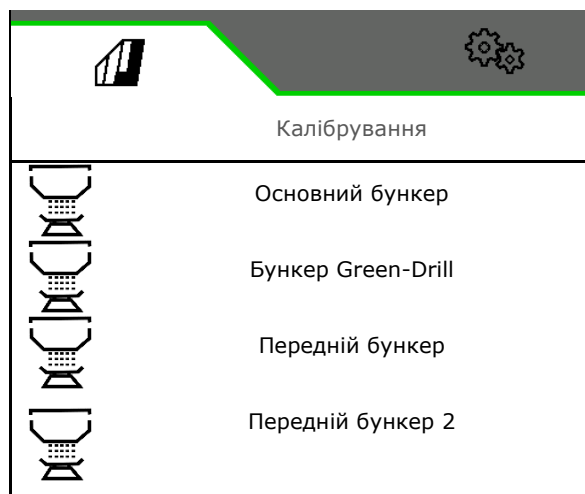 Калібрування
Основний бункер
Бункер Green-Drill
Передній бункер
Передній бункер 2